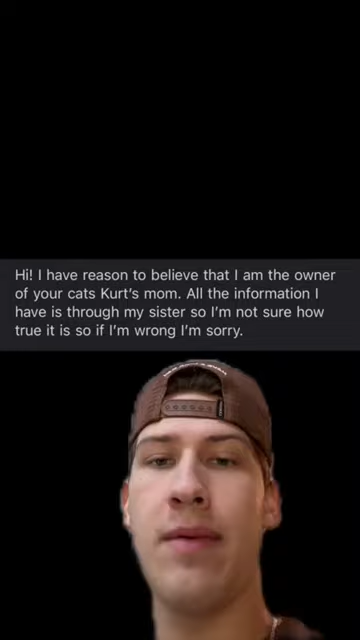 Hi! I have reason to believe that I am the owner
of your cats Kurt's mom. All the information I
have is through my sister so I'm not sure how
true it is so if I'm wrong I'm sorry.